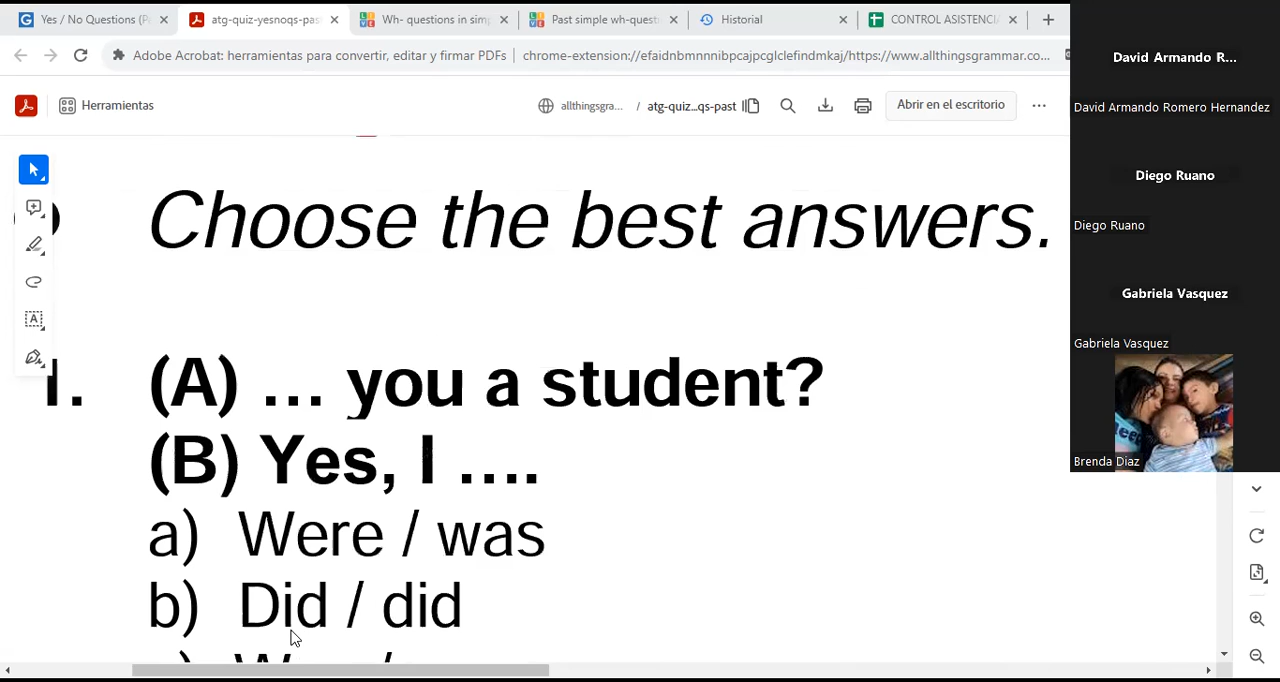 Yes / No Questions (P
atg-quiz-yesnoqs-pas
Wh- questions in sim
Past simple wh-quest
Historial
CONTROL ASISTENCI
Adobe Acrobat: herramientas para convertir, editar y firmar PDFs
chrome-extension://efaidnbmnnnibpcajpcglclefindmkaj/https://www.allthingsgrammar.co...
Herramientas
allthingsgra... / atg-quiz...qs-past
Abrir en el escritorio
Choose the best answers.
1. (A) ... you a student?
(B) Yes, I ....
a) Were / was
b) Did / did
David Armando R...
David Armando Romero Hernandez
Diego Ruano
Diego Ruano
Gabriela Vasquez
Gabriela Vasquez
Brenda Diaz